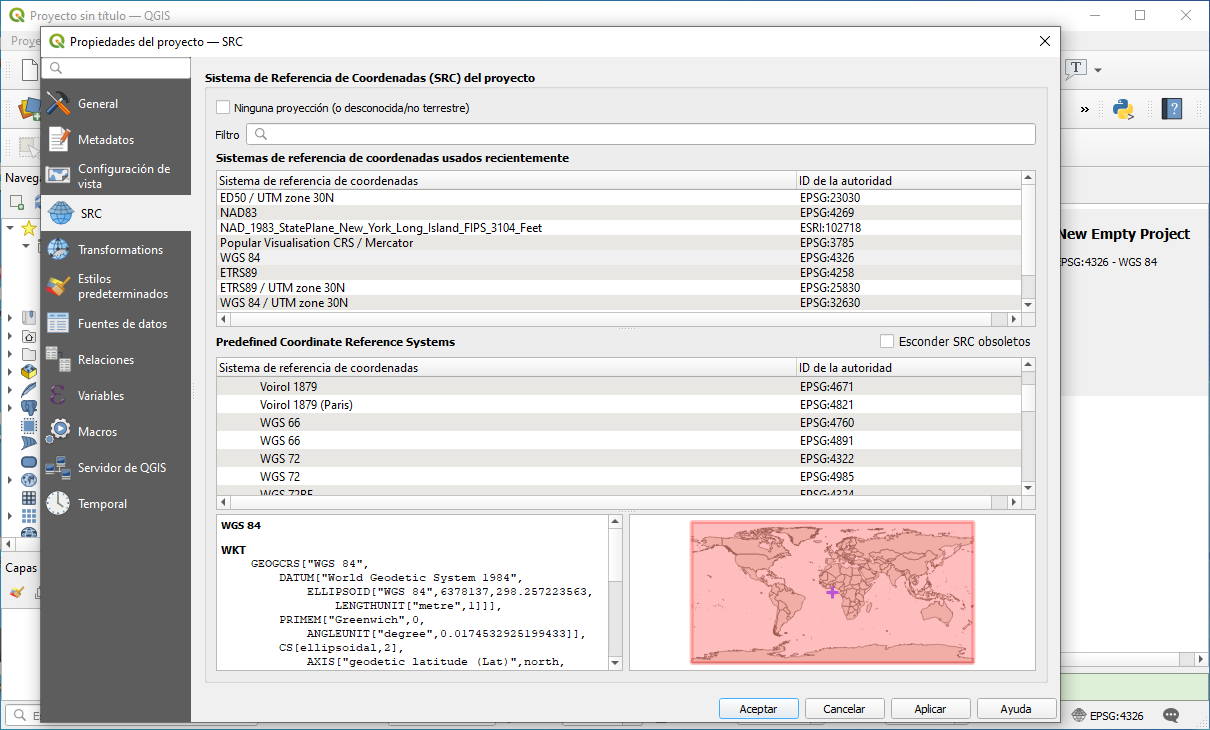 Proyecto sin título — QGIS
Propiedades del proyecto — SRC
T
Sistema de Referencia de Coordenadas (SRC) del proyecto
General
Metadatos
Configuración de
vista
SRC
Transformations
Estilos
predeterminados
Fuentes de datos
Relaciones
Variables
Macros
Servidor de QGIS
Temporal
Capas
Ninguna proyección (o desconocida/no terrestre)
Filtro
Sistemas de referencia de coordenadas usados recientemente
Sistema de referencia de coordenadas ID de la autoridad
ED50 / UTM zone 30N EPSG:23030
NAD83 EPSG:4269
NAD_1983_StatePlane_New_York_Long_Island_FIPS_3104_Feet ESRI:102718
Popular Visualisation CRS / Mercator EPSG:3785
WGS 84 EPSG:4326
ETRS89 EPSG:4258
ETRS89 / UTM zone 30N EPSG:25830
WGS 84 / UTM zone 30N EPSG:32630
Predefined Coordinate Reference Systems Esconder SRC obsoletos
Sistema de referencia de coordenadas ID de la autoridad
Voirol 1879 EPSG:4671
Voirol 1879 (Paris) EPSG:4821
WGS 66 EPSG:4760
WGS 66 EPSG:4891
WGS 72 EPSG:4322
WGS 72 EPSG:4985
WGS 72BE EPSG:4324
WGS 84
WKT
GEOGCRS["WGS 84",
DATUM["World Geodetic System 1984",
ELLIPSOID["WGS 84",6378137,298.257223563,
LENGTHUNIT["metre",1]]],
PRIMEM["Greenwich",0,
ANGLEUNIT["degree",0.0174532925199433]],
CS[ellipsoidal,2],
AXIS["geodetic latitude (Lat)",north,
Aceptar Cancelar Aplicar Ayuda
New Empty Project
EPSG:4326 - WGS 84
EPSG:4326